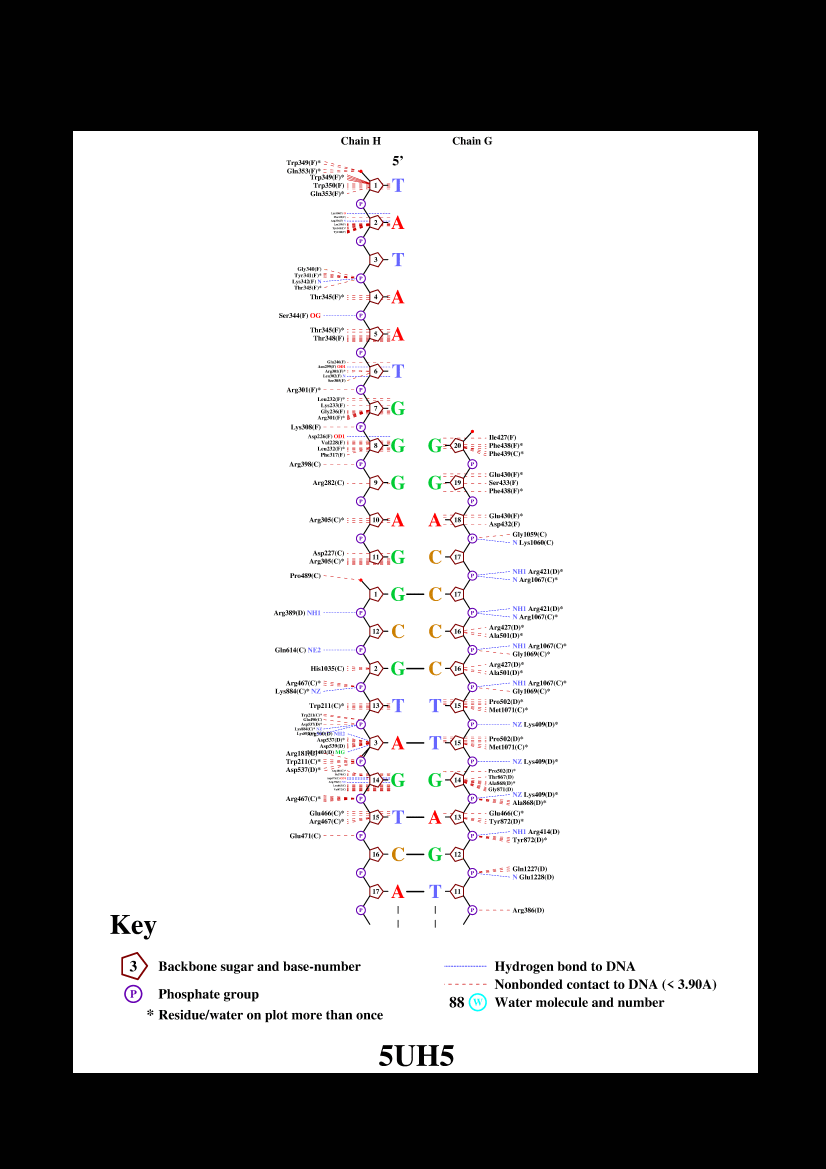 Chain H Chain G
5’
Trp349(F)*
Gln353(F)*
Trp349(F)*
Trp350(F)
Gln353(F)*
1 T
P
2 A
P
3 T
Gly340(F)
Tyr341(F)*
Lys342(F) N
Thr345(F)*
P
Thr345(F)* 4 A
Ser344(F) OG P
Thr345(F)*
Thr348(F)
5 A
P
6 T
Arg301(F)* P
Leu232(F)*
Lys233(F)
Gly236(F)
Arg301(F)*
7 G
Lys308(F) P
Asp226(F) OD1
Val228(F)
Leu232(F)*
Phe317(F)
8 G G 20
Ile427(F)
Phe438(F)*
Phe439(C)*
Arg398(C) P P
Arg282(C) 9 G G 19
Glu430(F)*
Ser433(F)
Phe438(F)*
P P
Arg305(C)* 10 A A 18
Glu430(F)*
Asp432(F)
P P
Gly1059(C)
N Lys1060(C)
Asp227(C)
Arg305(C)*
11 G C 17
Pro489(C) P
NH1 Arg421(D)*
N Arg1067(C)*
1 G C 17
Arg389(D) NH1 P P
NH1 Arg421(D)*
N Arg1067(C)*
12 C C 16
Arg427(D)*
Ala501(D)*
Gln614(C) NE2 P P
NH1 Arg1067(C)*
Gly1069(C)*
His1035(C) 2 G C 16
Arg427(D)*
Ala501(D)*
Arg467(C)*
Lys884(C)* NZ
P P
NH1 Arg1067(C)*
Gly1069(C)*
Trp211(C)* 13 T T 15
Pro502(D)*
Met1071(C)*
P P
NZ Lys409(D)*
Asp537(D)*
Asp539(D)
3 A T 15
Pro502(D)*
Met1071(C)*
Trp211(C)*
Asp537(D)*
P P
NZ Lys409(D)*
14 G G 14
Pro502(D)*
Thr867(D)
Ala868(D)*
Gly871(D)
Arg467(C)* P P
NZ Lys409(D)*
Ala868(D)*
Glu466(C)*
Arg467(C)*
15 T A 13
Glu466(C)*
Tyr872(D)*
Glu471(C) P P
NH1 Arg414(D)
Tyr872(D)*
16 C G 12
P P
Gln1227(D)
N Glu1228(D)
17 A T 11
P P
Arg386(D)
Key
3 Backbone sugar and base-number
P Phosphate group
* Residue/water on plot more than once
Hydrogen bond to DNA
Nonbonded contact to DNA (< 3.90A)
88 W Water molecule and number
5UH5